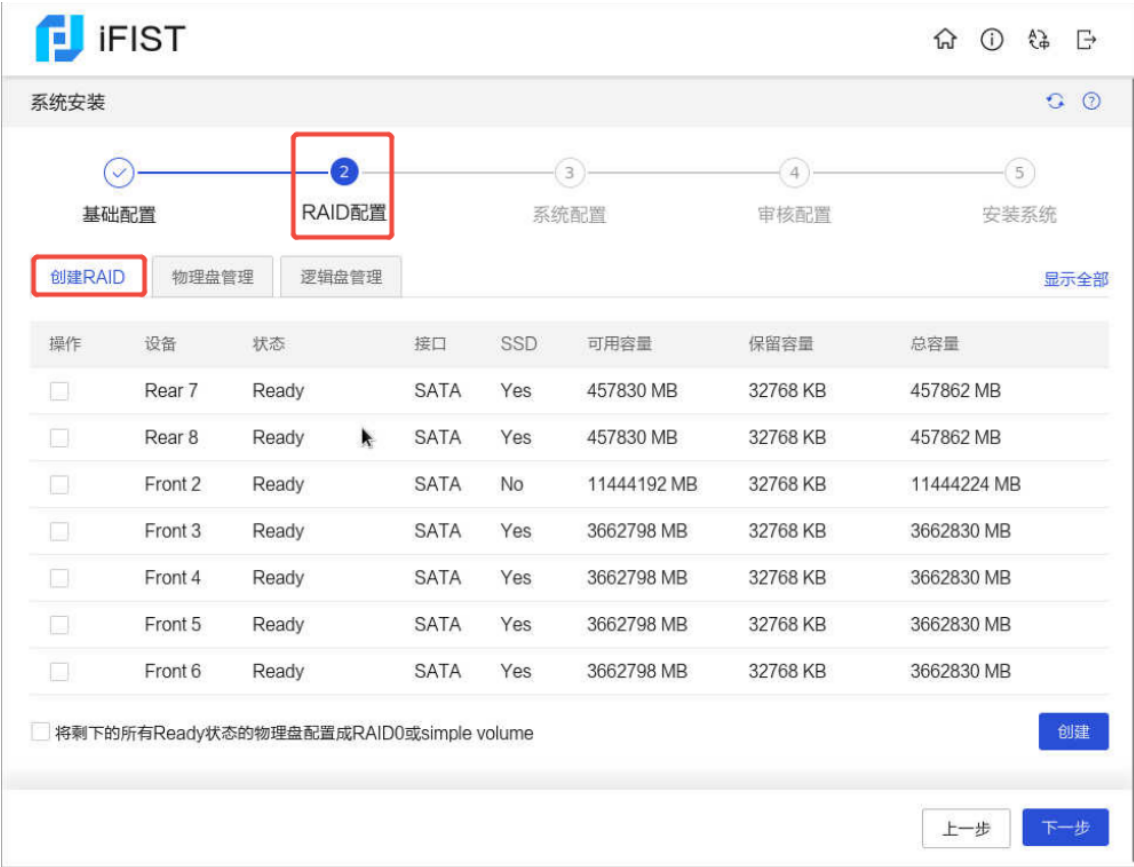 iFIST
系统安装
2 3 4 5
基础配置 RAID配置 系统配置 审核配置 安装系统
创建RAID 物理盘管理 逻辑盘管理 显示全部
操作 设备 状态 接口 SSD 可用容量 保留容量 总容量
Rear 7 Ready SATA Yes 457830 MB 32768 KB 457862 MB
Rear 8 Ready SATA Yes 457830 MB 32768 KB 457862 MB
Front 2 Ready SATA No 11444192 MB 32768 KB 11444224 MB
Front 3 Ready SATA Yes 3662798 MB 32768 KB 3662830 MB
Front 4 Ready SATA Yes 3662798 MB 32768 KB 3662830 MB
Front 5 Ready SATA Yes 3662798 MB 32768 KB 3662830 MB
Front 6 Ready SATA Yes 3662798 MB 32768 KB 3662830 MB
将剩下的所有Ready状态的物理盘配置成RAID0或simple volume 创建
上一步 下一步